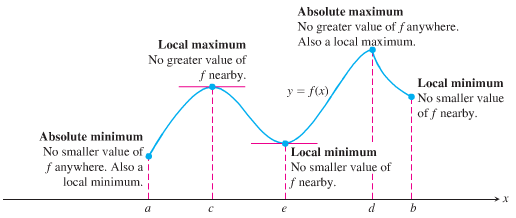 Absolute maximum
No greater value of f anywhere.
Also a local maximum.
Local maximum
No greater value of
f nearby.
y = f(x)
Local minimum
No smaller value
of f nearby.
Absolute minimum
No smaller value of
f anywhere. Also a
local minimum.
Local minimum
No smaller value of
f nearby.
x
a
c
e
d
b